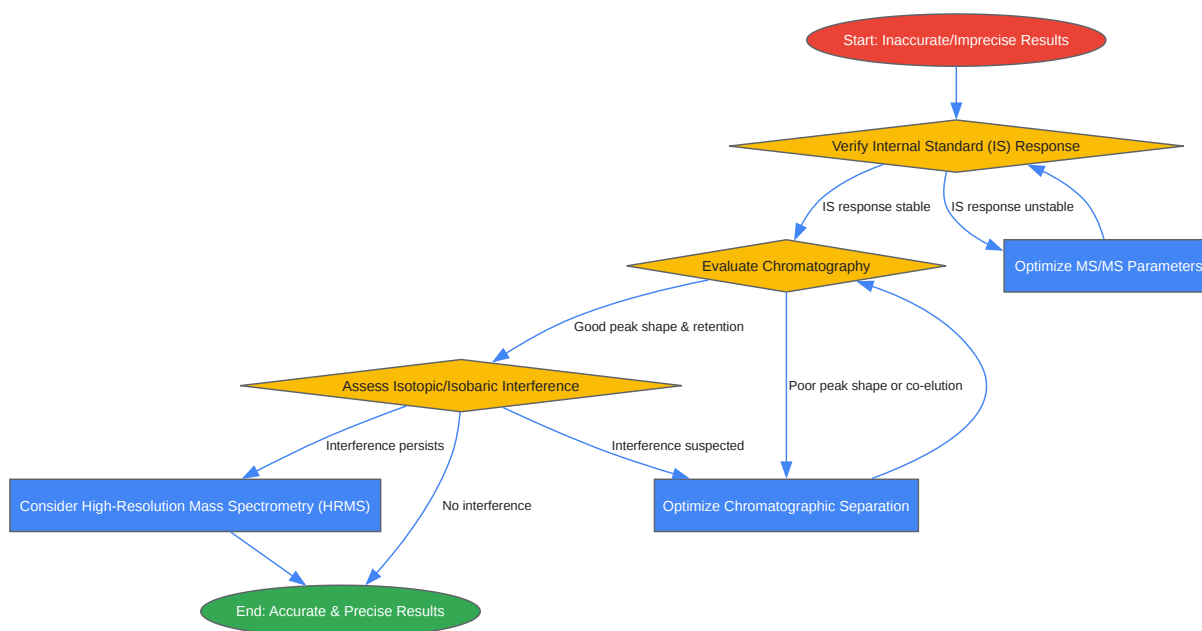 Start: Inaccurate/Imprecise Results
Verify Internal Standard (IS) Response
IS response stable
IS response unstable
Evaluate Chromatography
Optimize MS/MS Parameters
Good peak shape & retention
Assess Isotopic/Isobaric Interference
Poor peak shape or co-elution
Interference persists
Interference suspected
Consider High-Resolution Mass Spectrometry (HRMS)
No interference
Optimize Chromatographic Separation
End: Accurate & Precise Results